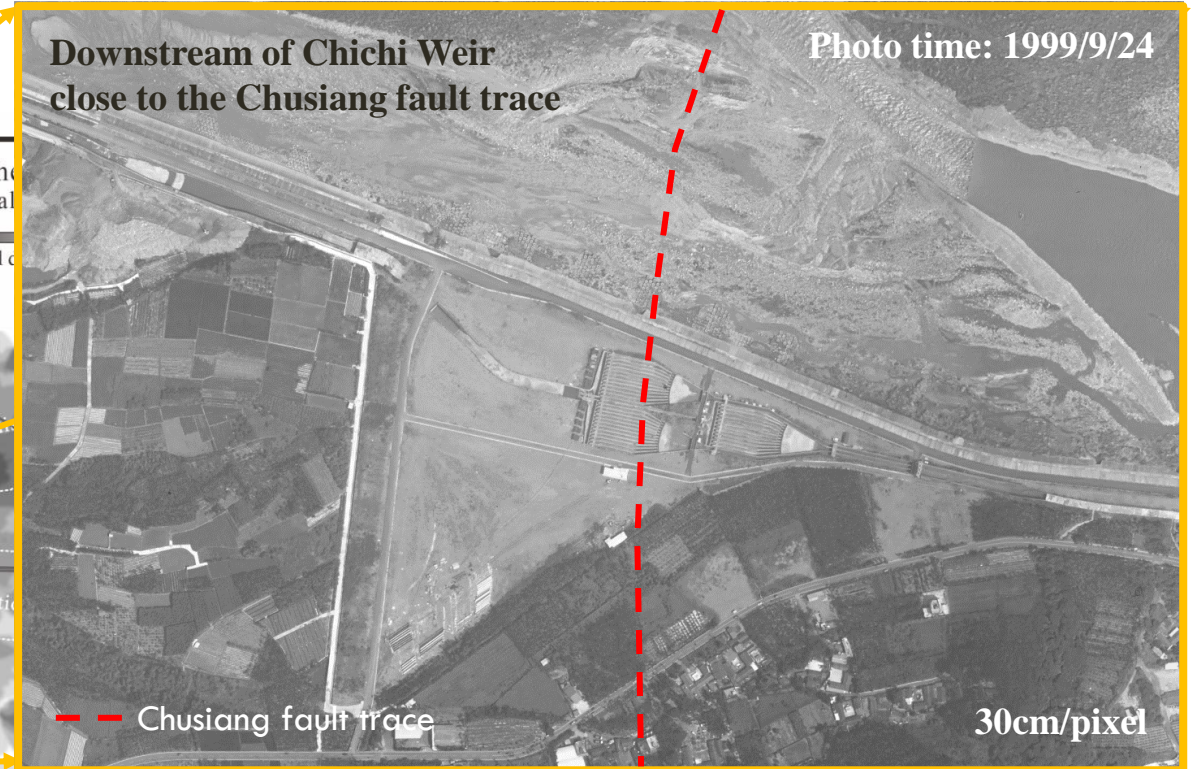 Downstream of Chichi Weir
close to the Chusiang fault trace
Photo time: 1999/9/24
Chusiang fault trace
30cm/pixel